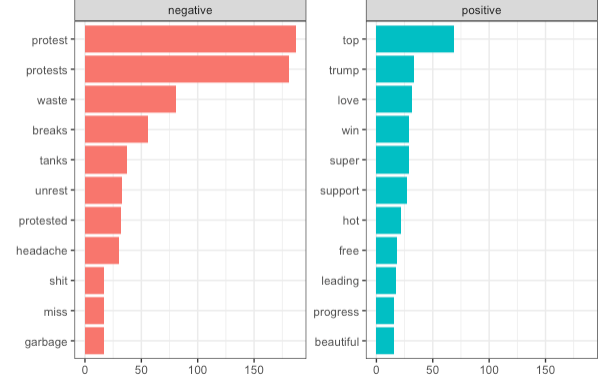 negative
protest
protests
waste
breaks
tanks
unrest
protested
headache
shit
miss
garbage
0 50 100 150
positive
top
trump
love
win
super
support
hot
free
leading
progress
beautiful
0 50 100 150